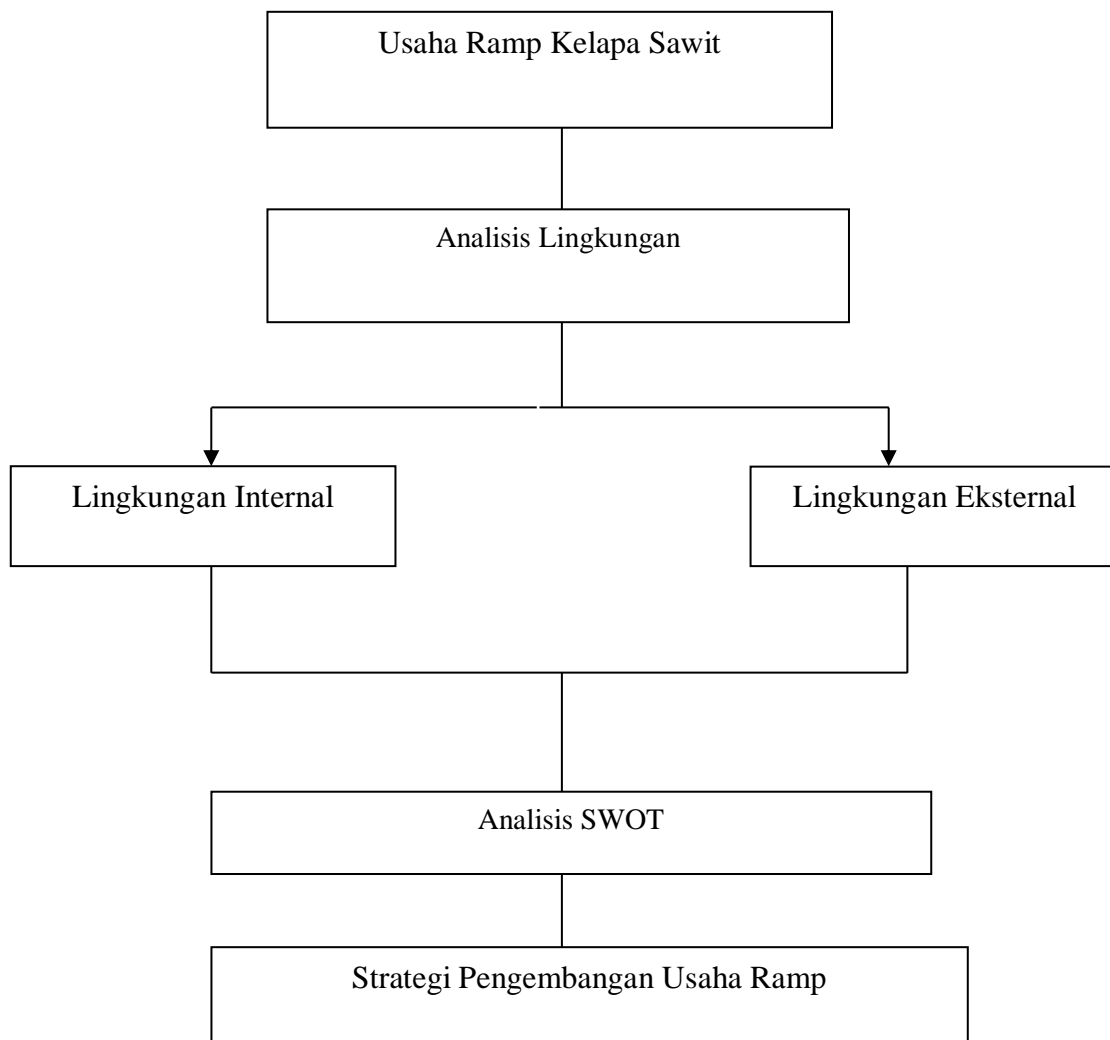 Usaha Ramp Kelapa Sawit
Analisis Lingkungan
Lingkungan Internal
Lingkungan Eksternal
Analisis SWOT
Strategi Pengembangan Usaha Ramp